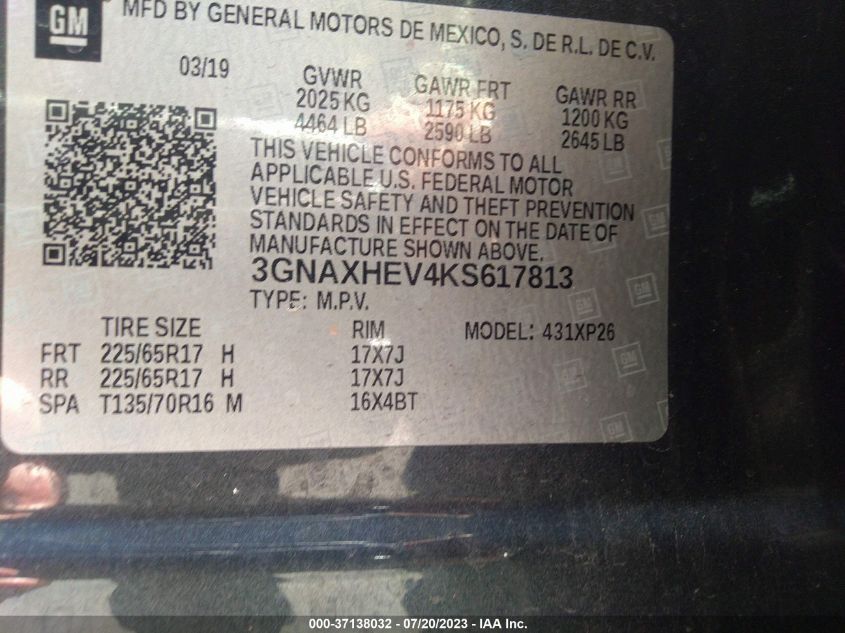 GM
MFD BY GENERAL MOTORS DE MEXICO, S. DE R.L. DE C.V.
03/19 GVWR GAWR FRT GAWR RR
2025 KG 1175 KG 1200 KG
4464 LB 2590 LB 2645 LB
THIS VEHICLE CONFORMS TO ALL
APPLICABLE U.S. FEDERAL MOTOR
VEHICLE SAFETY AND THEFT PREVENTION
STANDARDS IN EFFECT ON THE DATE OF
MANUFACTURE SHOWN ABOVE.
3GNAXHEV4KS617813
TYPE: M.P.V.
TIRE SIZE RIM MODEL: 431XP26
FRT 225/65R17 H 17X7J
RR 225/65R17 H 17X7J
SPA T135/70R16 M 16X4BT
000-37138032 - 07/20/2023 - IAA Inc.